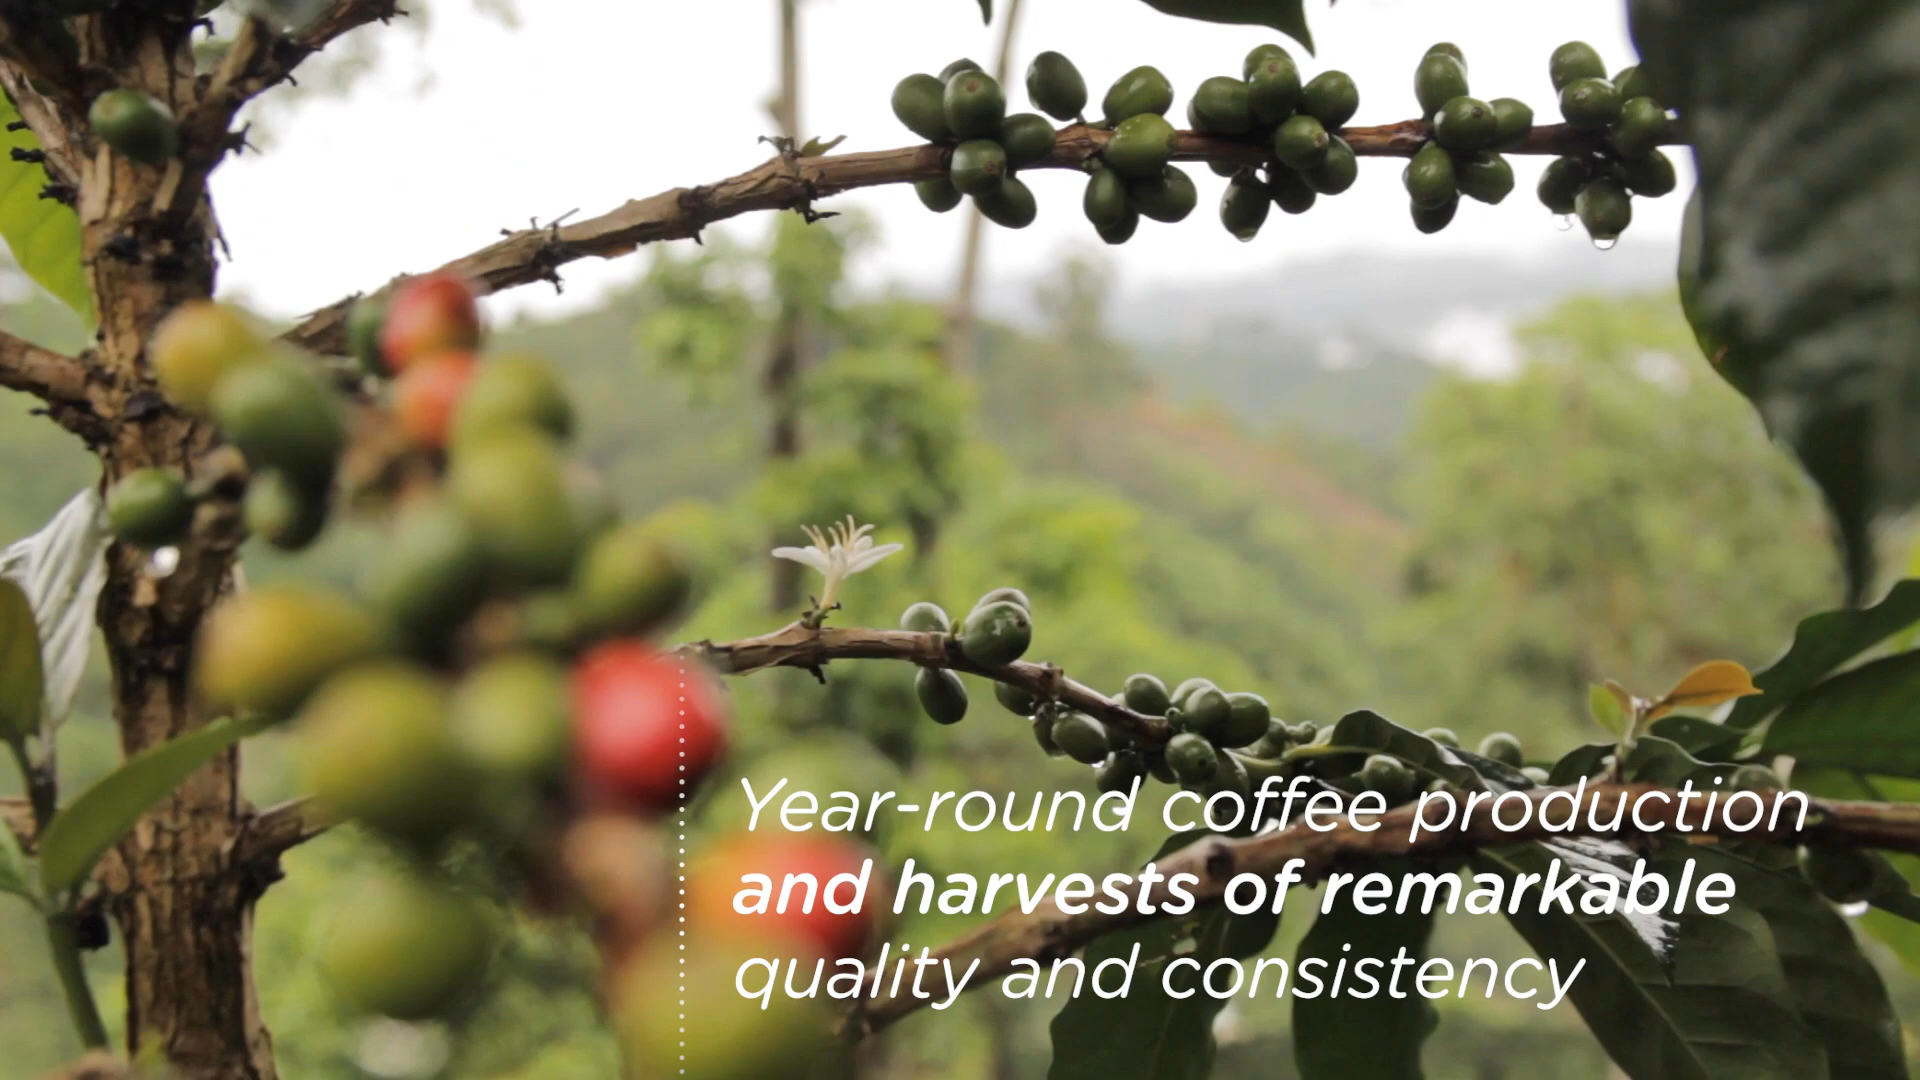 Year-round coffee production
and harvests of remarkable
quality and consistency